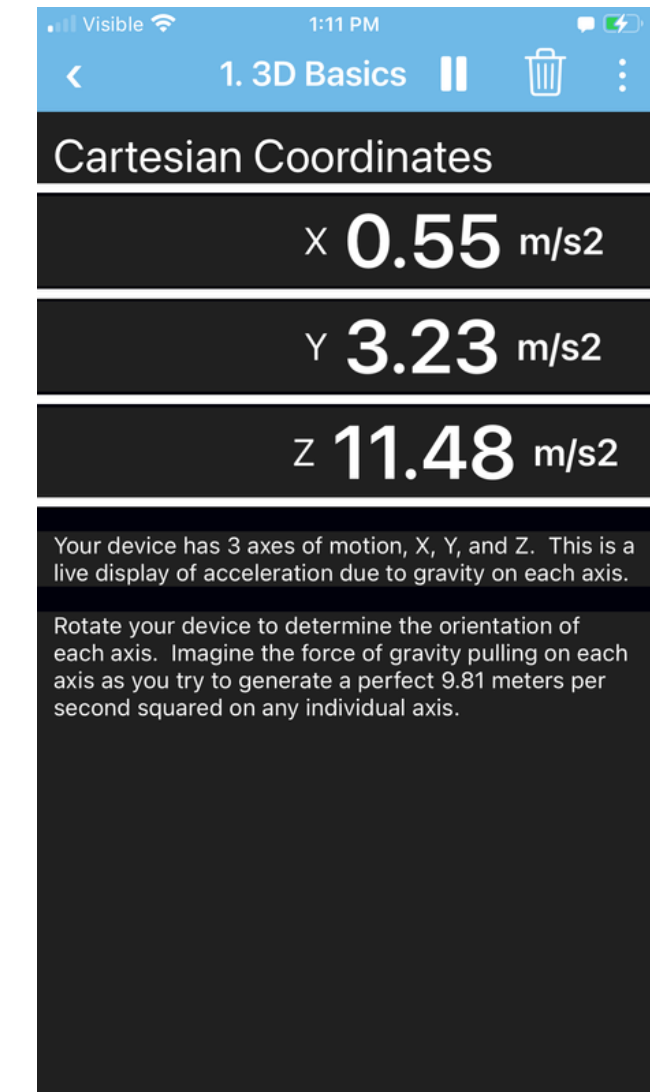 Visible 1:11 PM
1. 3D Basics
Cartesian Coordinates
X 0.55 m/s2
Y 3.23 m/s2
Z 11.48 m/s2
Your device has 3 axes of motion, X, Y, and Z.  This is a
live display of acceleration due to gravity on each axis.
Rotate your device to determine the orientation of
each axis.  Imagine the force of gravity pulling on each
axis as you try to generate a perfect 9.81 meters per
second squared on any individual axis.